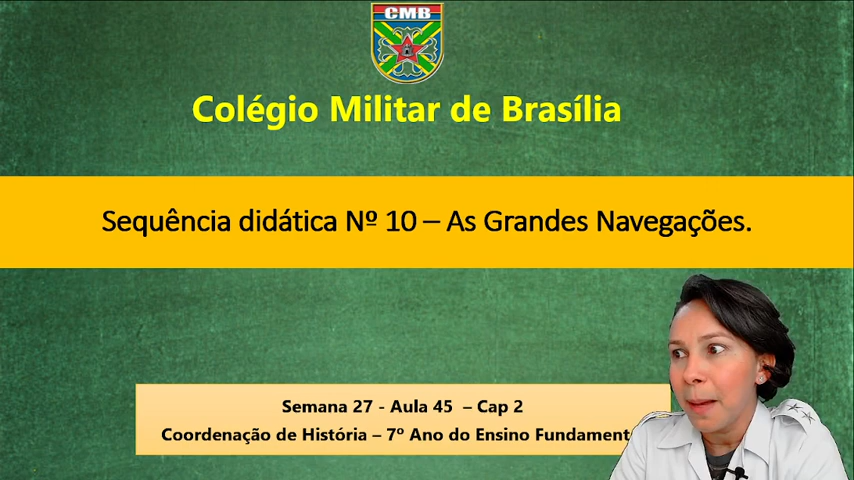 CMB
Colégio Militar de Brasília
Sequência didática Nº 10 – As Grandes Navegações.
Semana 27 - Aula 45 – Cap 2
Coordenação de História – 7º Ano do Ensino Fundament